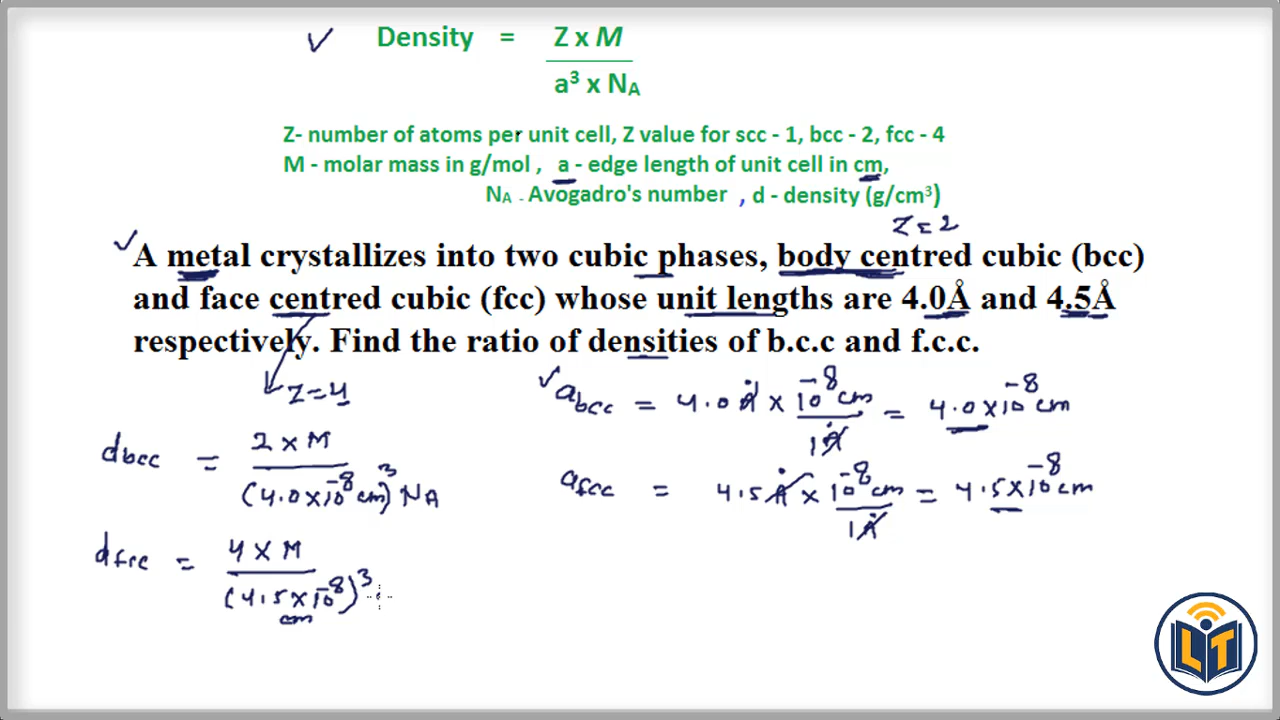 ✓ Density = Z x M
a³ x NA
Z- number of atoms per unit cell, Z value for scc - 1, bcc - 2, fcc - 4
M - molar mass in g/mol , a - edge length of unit cell in cm,
NA - Avogadro's number , d - density (g/cm³)
Z = 2
✓ A metal crystallizes into two cubic phases, body centred cubic (bcc)
and face centred cubic (fcc) whose unit lengths are 4.0Å and 4.5Å
respectively. Find the ratio of densities of b.c.c and f.c.c.
Z = 4
✓ abcc = 4.0 Å x 10⁻⁸ cm / 1Å = 4.0 x 10⁻⁸ cm
dbcc = 2 x M / (4.0 x 10⁻⁸ cm)³ NA
afcc = 4.5 Å x 10⁻⁸ cm / 1Å = 4.5 x 10⁻⁸ cm
dfcc = 4 x M / (4.5 x 10⁻⁸)³
cm
LT